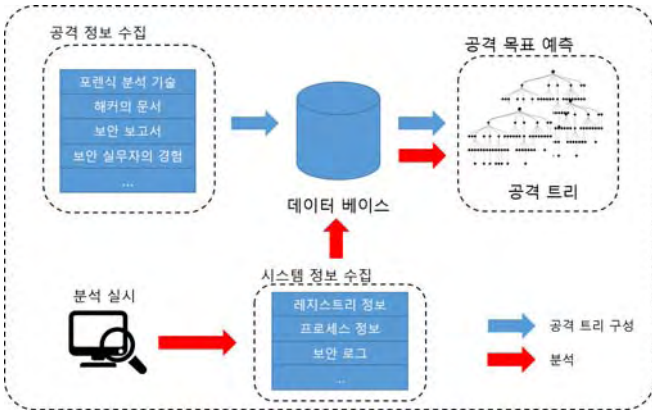 공격 정보 수집
포렌식 분석 기술
해커의 문서
보안 보고서
보안 실무자의 경험
...
데이터 베이스
공격 목표 예측
공격 트리
분석 실시
시스템 정보 수집
레지스트리 정보
프로세스 정보
보안 로그
...
공격 트리 구성
분석